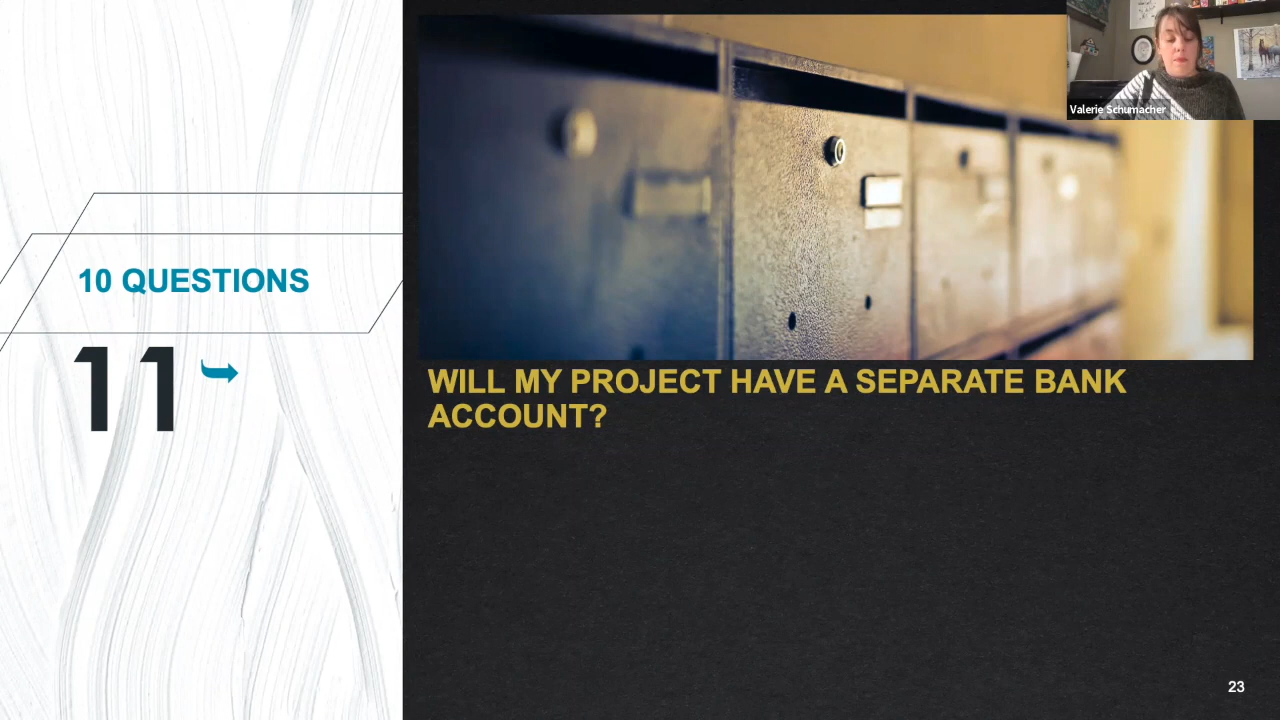 Valerie Schumacher
10 QUESTIONS
11
WILL MY PROJECT HAVE A SEPARATE BANK
ACCOUNT?
23